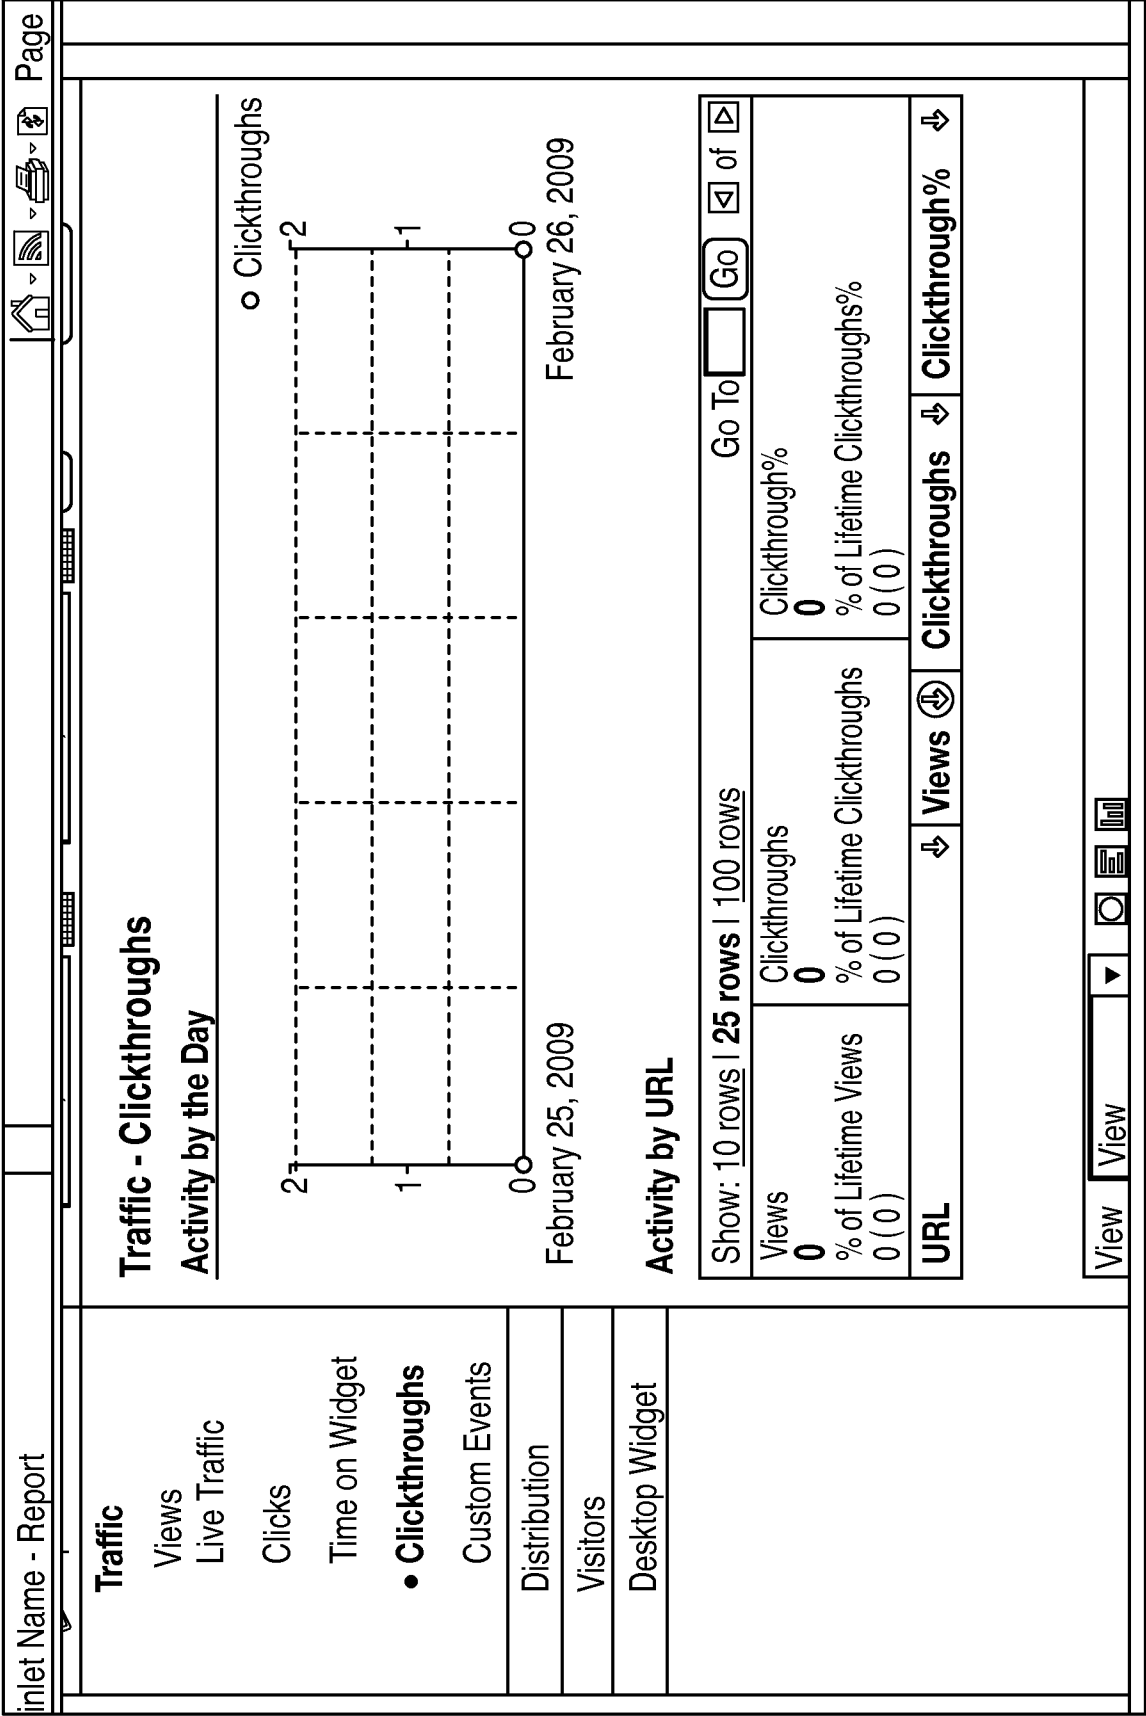 inlet Name - Report
Page
Traffic
Views
Live Traffic
Clicks
Time on Widget
• Clickthroughs
Custom Events
Distribution
Visitors
Desktop Widget
Traffic - Clickthroughs
Activity by the Day
Clickthroughs
2 2
1 1
0 0
February 25, 2009 February 26, 2009
Activity by URL
Show: 10 rows | 25 rows | 100 rows Go To Go of
Views Clickthroughs Clickthrough%
0 0 0
% of Lifetime Views % of Lifetime Clickthroughs % of Lifetime Clickthroughs%
0 ( 0 ) 0 ( 0 ) 0 ( 0 )
URL Views Clickthroughs Clickthrough%
View View